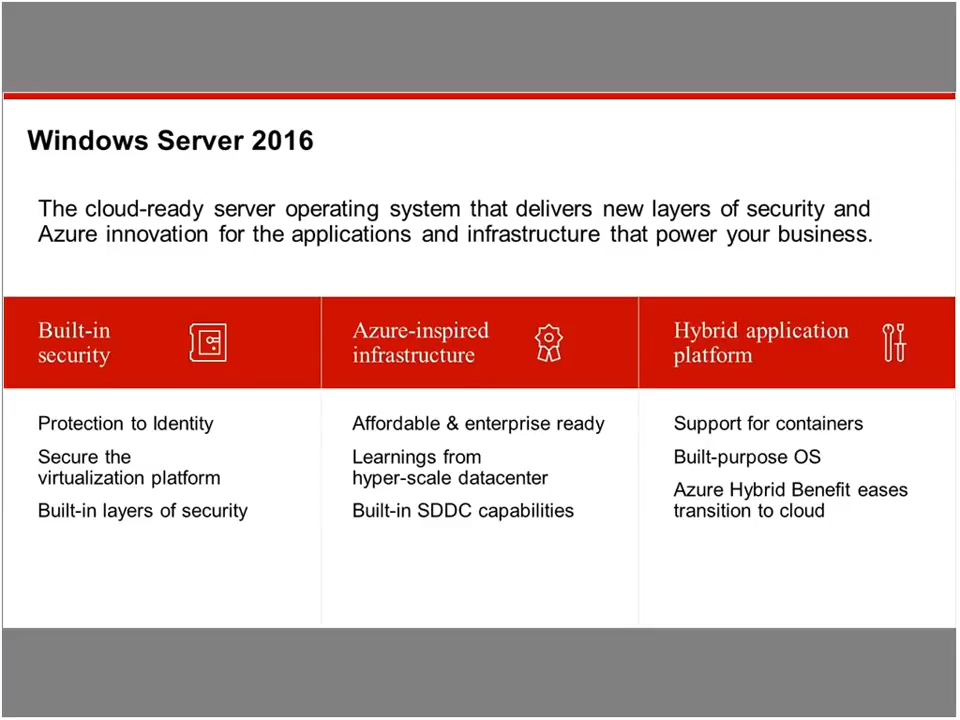 Windows Server 2016
The cloud-ready server operating system that delivers new layers of security and
Azure innovation for the applications and infrastructure that power your business.
Built-in
security
Protection to Identity
Secure the
virtualization platform
Built-in layers of security
Azure-inspired
infrastructure
Affordable & enterprise ready
Learnings from
hyper-scale datacenter
Built-in SDDC capabilities
Hybrid application
platform
Support for containers
Built-purpose OS
Azure Hybrid Benefit eases
transition to cloud